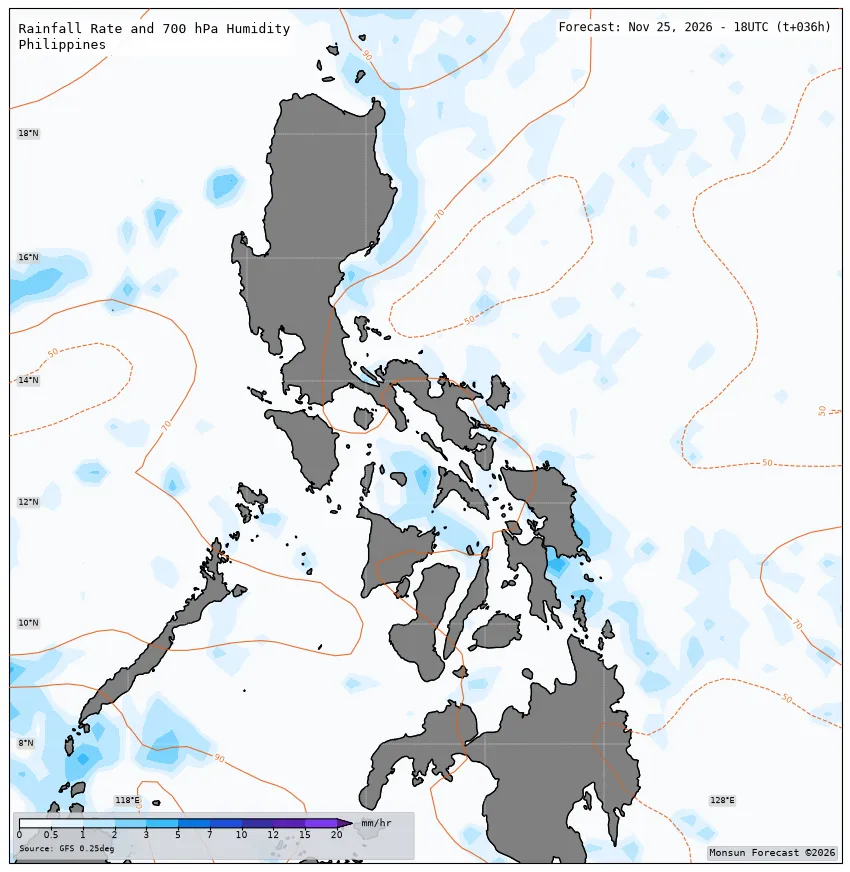 Rainfall Rate and 700 hPa Humidity
Philippines
Forecast: Nov 25, 2026 - 18UTC (t+036h)
90
18°N
70
16°N
50
50
14°N
50
70
50
12°N
10°N
70
50
8°N
90
118°E
128°E
0 0.5 1 2 3 5 7 10 12 15 20 mm/hr
Source: GFS 0.25deg
Monsun Forecast ©2026